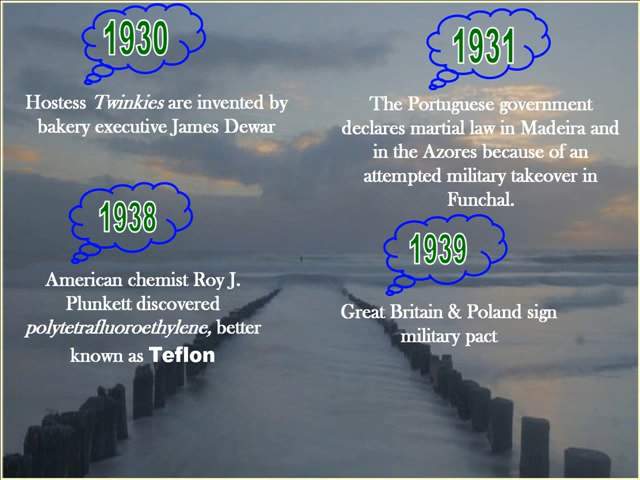 1930
Hostess Twinkies are invented by
bakery executive James Dewar
1931
The Portuguese government
declares martial law in Madeira and
in the Azores because of an
attempted military takeover in
Funchal.
1938
American chemist Roy J.
Plunkett discovered
polytetrafluoroethylene, better
known as Teflon
1939
Great Britain & Poland sign
military pact